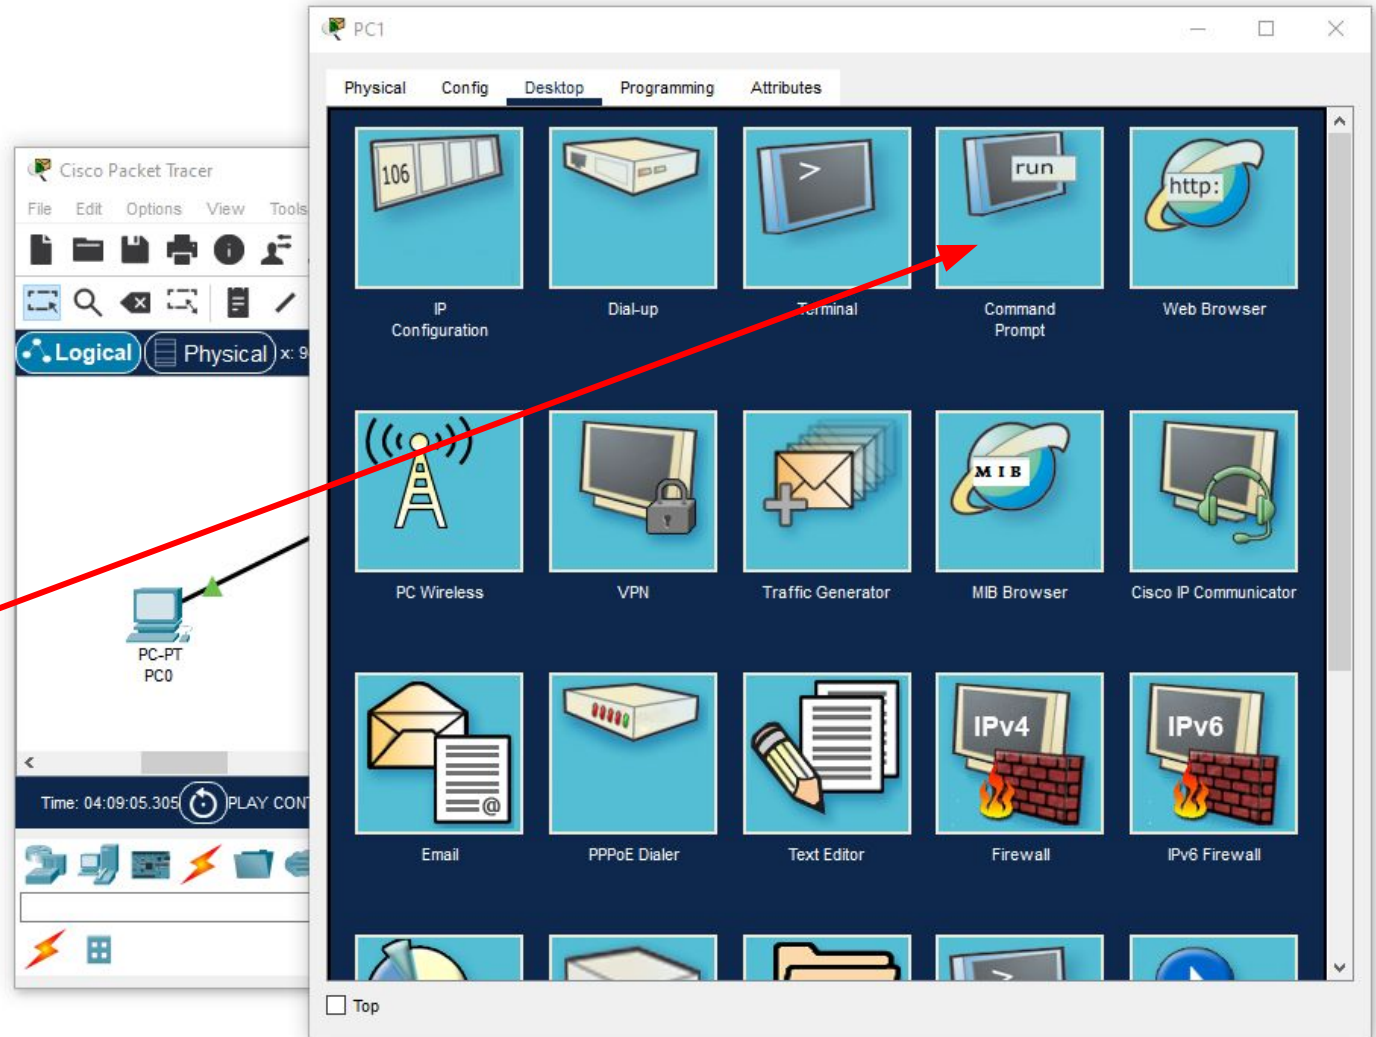 PC1
Physical Config Desktop Programming Attributes
106
>
run
http:
IP
Configuration
Dial-up
Terminal
Command
Prompt
Web Browser
MIB
PC Wireless
VPN
Traffic Generator
MIB Browser
Cisco IP Communicator
@
IPv4
IPv6
Email
PPPoE Dialer
Text Editor
Firewall
IPv6 Firewall
>
Top
Cisco Packet Tracer
File Edit Options View Tools
Logical Physical x: 9
PC-PT
PC0
Time: 04:09:05.305 PLAY CON